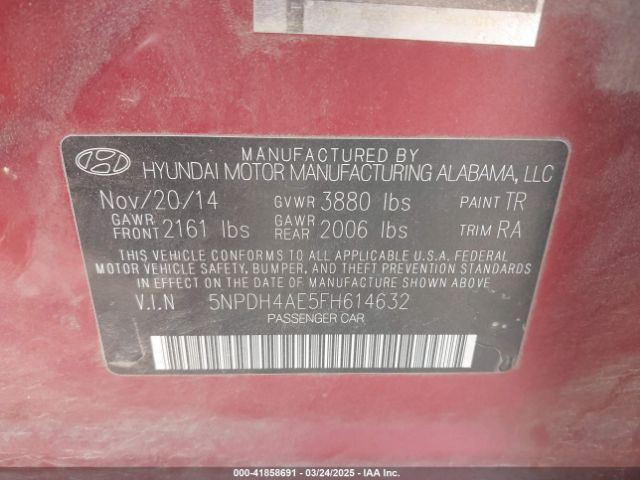 MANUFACTURED BY
HYUNDAI MOTOR MANUFACTURING ALABAMA, LLC
Nov/20/14 GVWR 3880 lbs PAINT TR
GAWR FRONT 2161 lbs GAWR REAR 2006 lbs TRIM RA
THIS VEHICLE CONFORMS TO ALL APPLICABLE U.S.A. FEDERAL
MOTOR VEHICLE SAFETY, BUMPER, AND THEFT PREVENTION
STANDARDS IN EFFECT ON THE DATE OF MANUFACTURE SHOWN ABOVE.
V.I.N 5NPDH4AE5FH614632
PASSENGER CAR
000-41858691 - 03/24/2025 - IAA Inc.